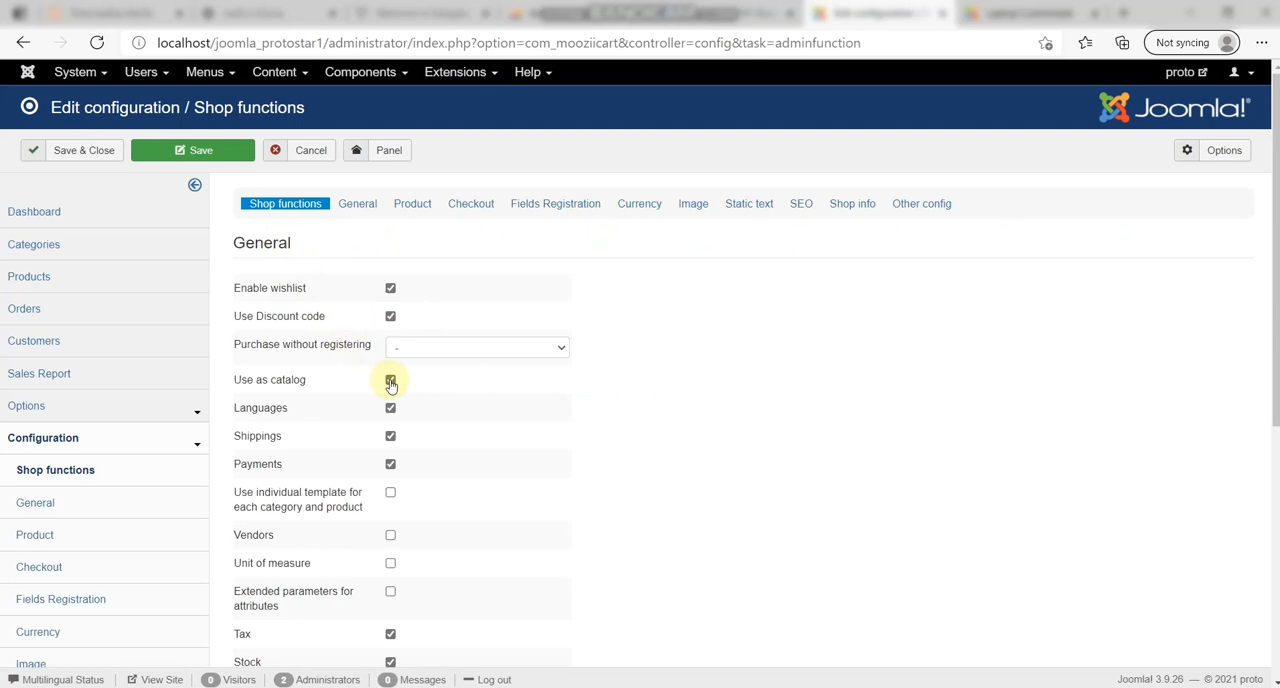 localhost/joomla_protostar1/administrator/index.php?option=com_mooziicart&controller=config&task=adminfunction
Not syncing
System Users Menus Content Components Extensions Help proto
Edit configuration / Shop functions
Joomla!®
Save & Close Save Cancel Panel Options
Shop functions General Product Checkout Fields Registration Currency Image Static text SEO Shop info Other config
Dashboard
Categories
Products
Orders
Customers
Sales Report
Options
Configuration
Shop functions
General
Product
Checkout
Fields Registration
Currency
Image
General
Enable wishlist
Use Discount code
Purchase without registering -
Use as catalog
Languages
Shippings
Payments
Use individual template for
each category and product
Vendors
Unit of measure
Extended parameters for
attributes
Tax
Stock
Multilingual Status View Site 0 Visitors 2 Administrators 0 Messages Log out
Joomla! 3.9.26 — © 2021 proto